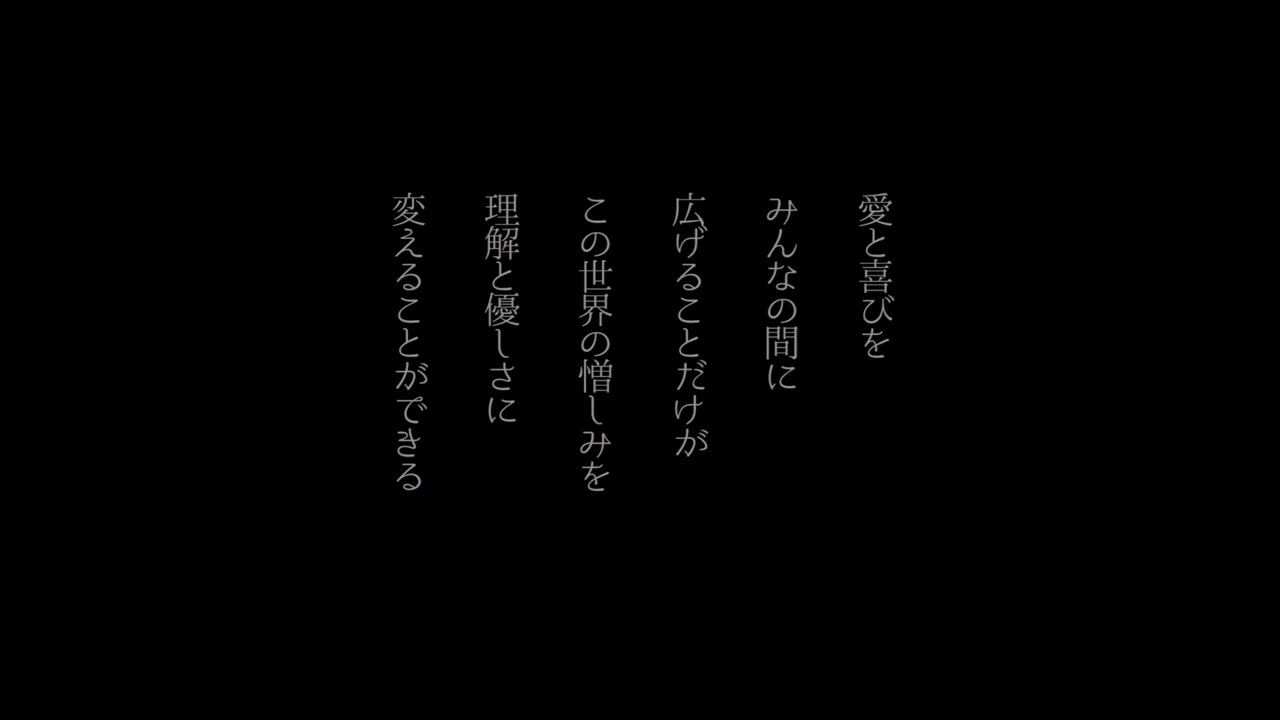 愛と喜びを
みんなの間に
広げることだけが
この世界の憎しみを
理解と優しさに
変えることができる